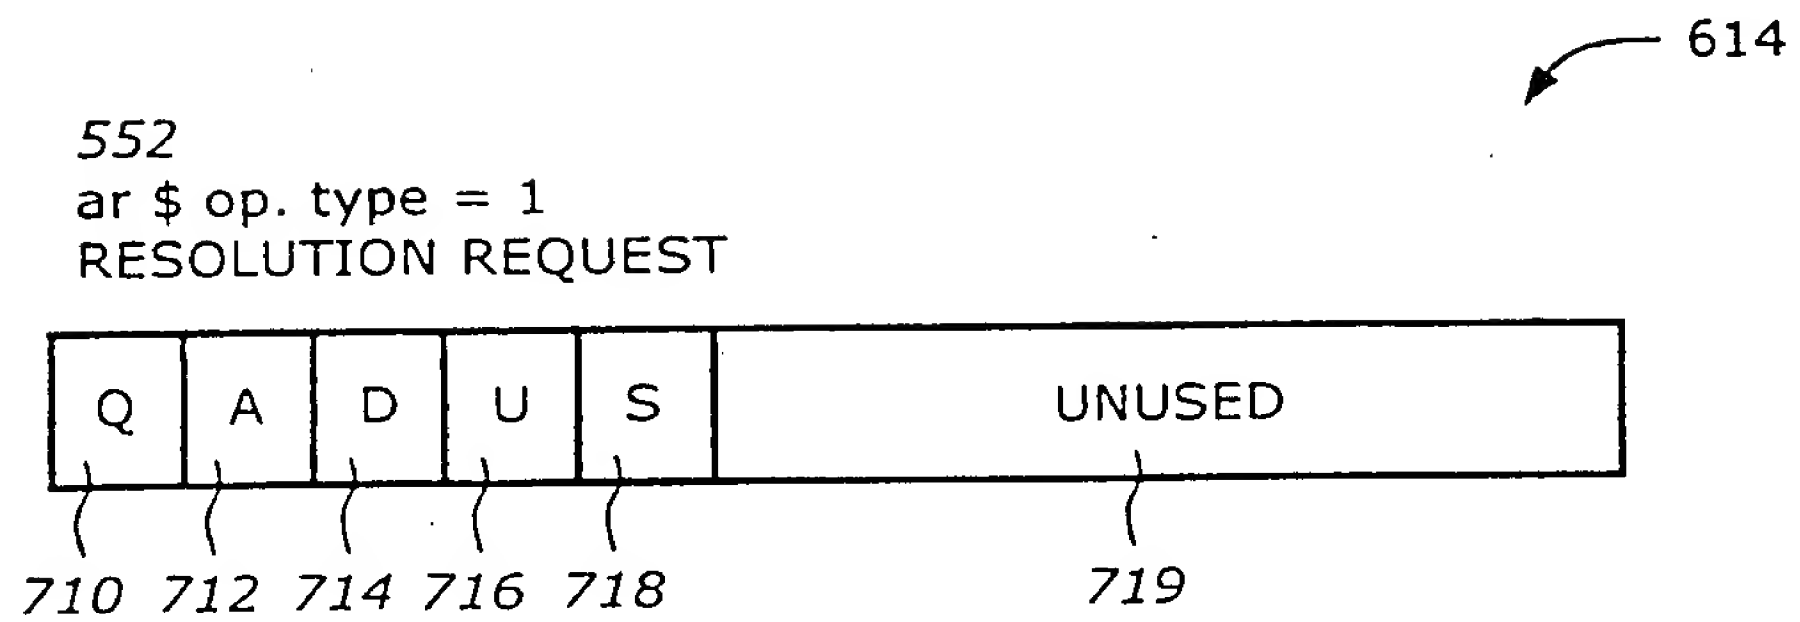 614
552
ar $ op. type = 1
RESOLUTION REQUEST
Q A D U S UNUSED
710 712 714 716 718 719